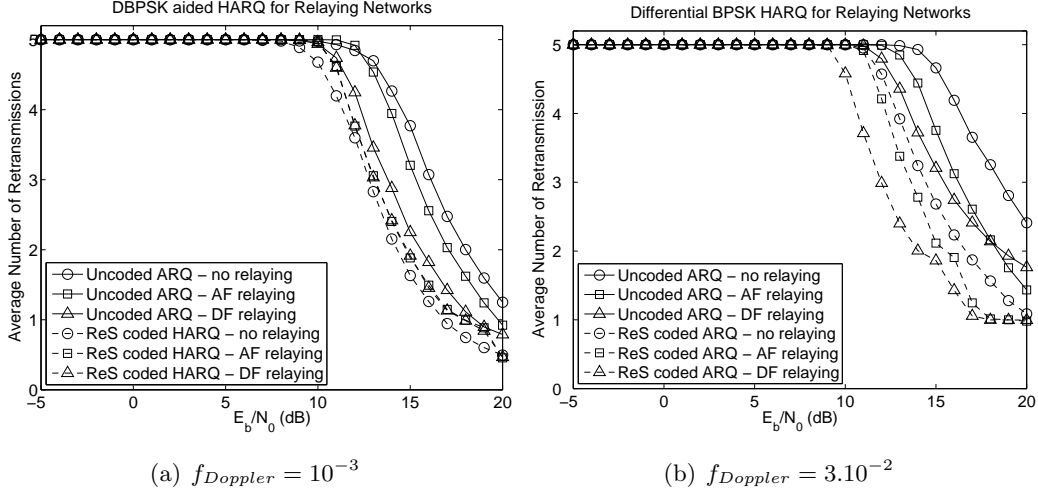 DBPSK aided HARQ for Relaying Networks
Average Number of Retransmissions
5
4
3
2
1
0
Uncoded ARQ − no relaying
Uncoded ARQ − AF relaying
Uncoded ARQ − DF relaying
ReS coded HARQ − no relaying
ReS coded HARQ − AF relaying
ReS coded HARQ − DF relaying
−5 0 5 10 15 20
E_b/N_0 (dB)
(a) f_{Doppler} = 10^{−3}
Differential BPSK HARQ for Relaying Networks
Average Number of Retransmission
5
4
3
2
1
0
Uncoded ARQ − no relaying
Uncoded ARQ − AF relaying
Uncoded ARQ − DF relaying
ReS coded ARQ − no relaying
ReS coded ARQ − AF relaying
ReS coded ARQ − DF relaying
−5 0 5 10 15 20
E_b/N_0 (dB)
(b) f_{Doppler} = 3.10^{−2}